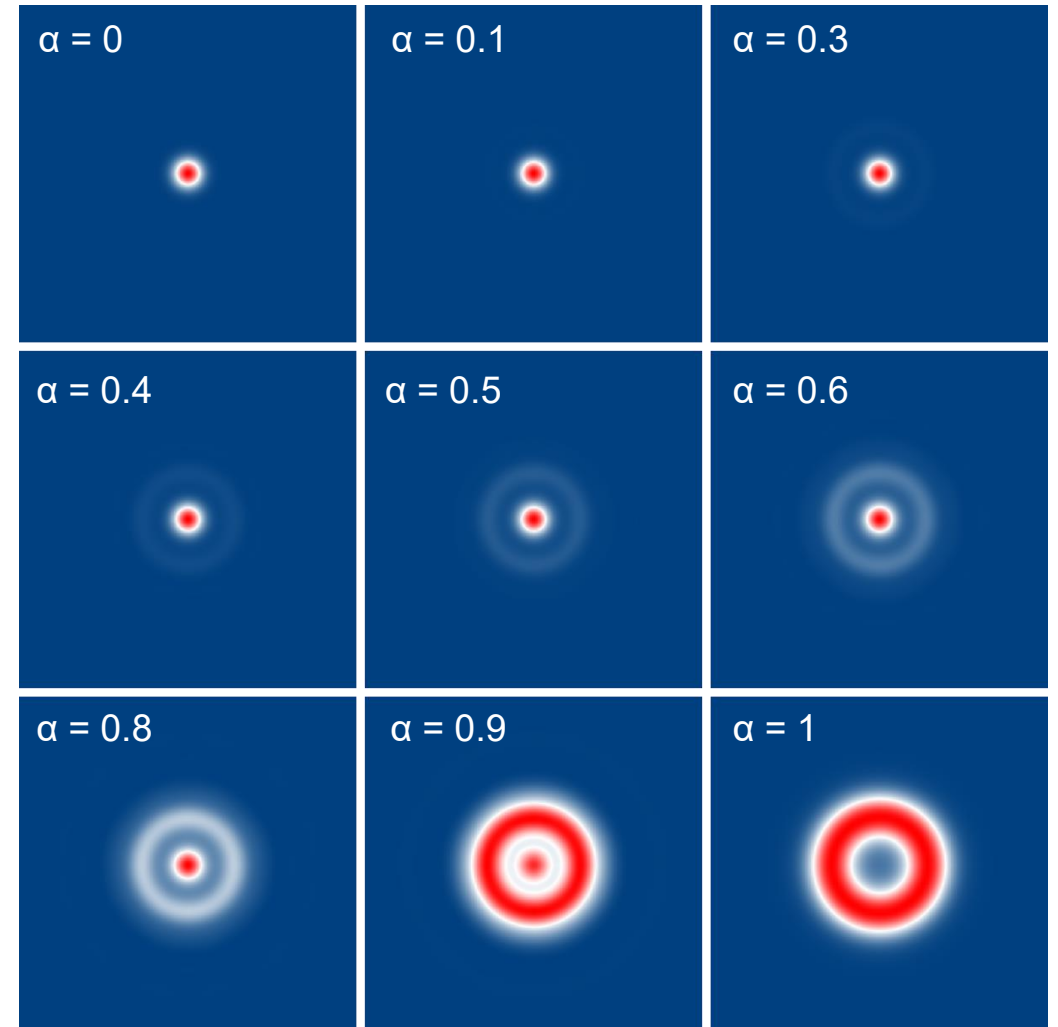 α = 0
α = 0.1
α = 0.3
α = 0.4
α = 0.5
α = 0.6
α = 0.8
α = 0.9
α = 1